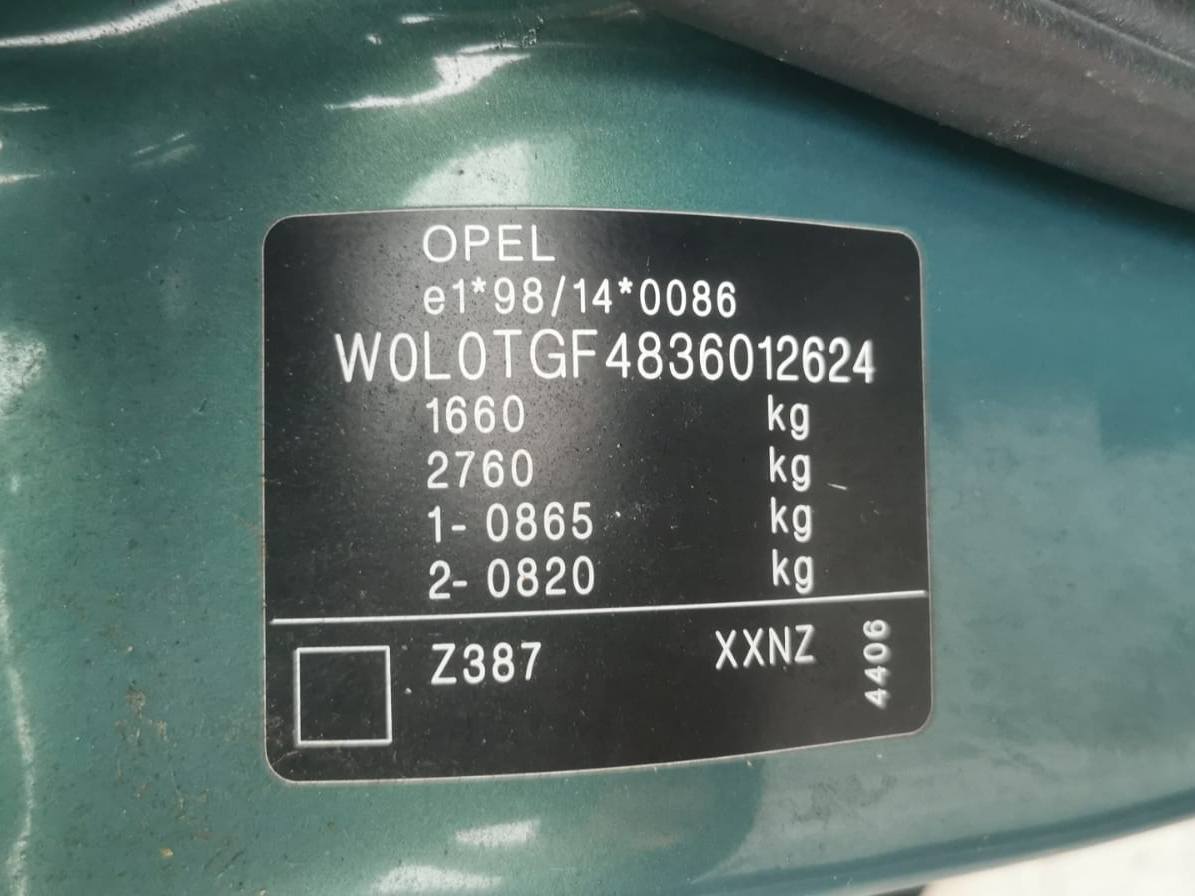 OPEL
e1*98/14*0086
W0L0TGF4836012624
1660 kg
2760 kg
1- 0865 kg
2- 0820 kg
Z387 XXNZ
4406